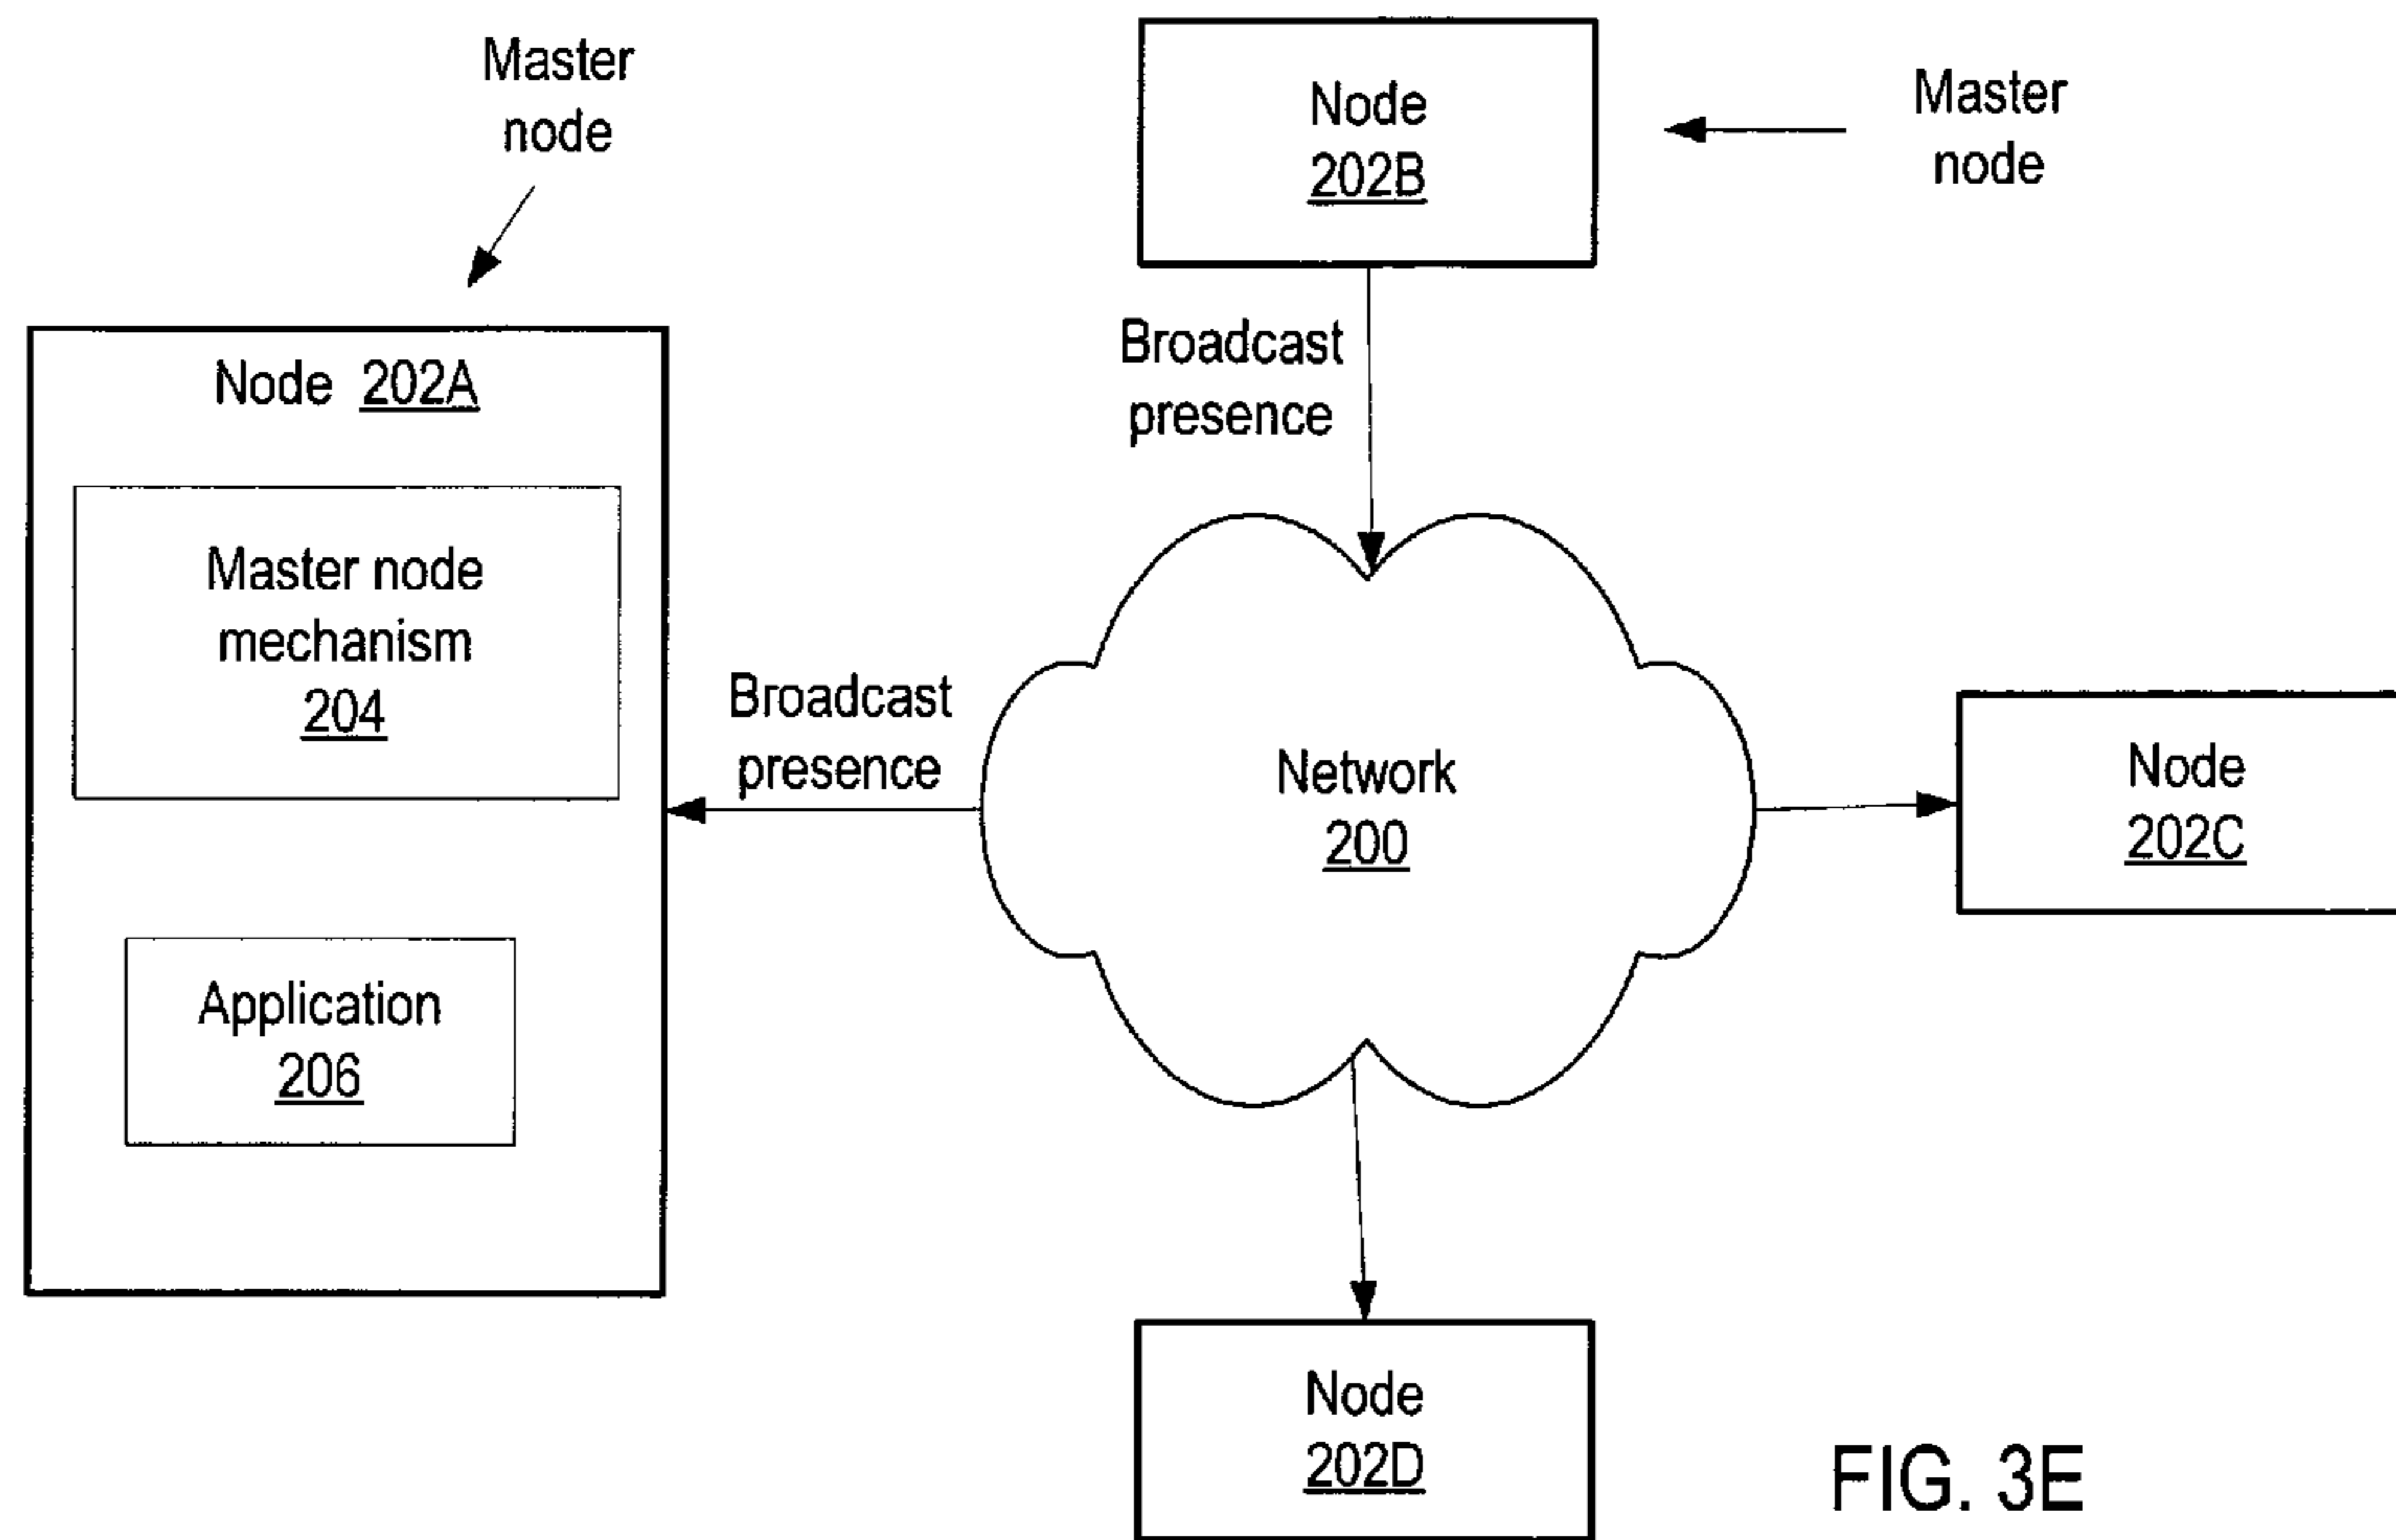 Master
node
Node
202B
Master
node
Broadcast
presence
Node 202A
Master node
mechanism
204
Broadcast
presence
Network
200
Node
202C
Application
206
Node
202D
FIG. 3E